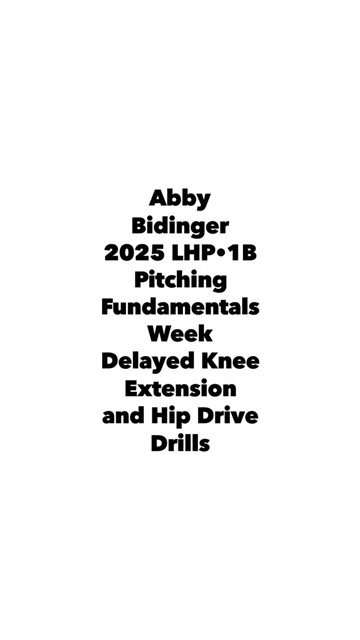 Abby
Bidinger
2025 LHP•1B
Pitching
Fundamentals
Week
Delayed Knee
Extension
and Hip Drive
Drills